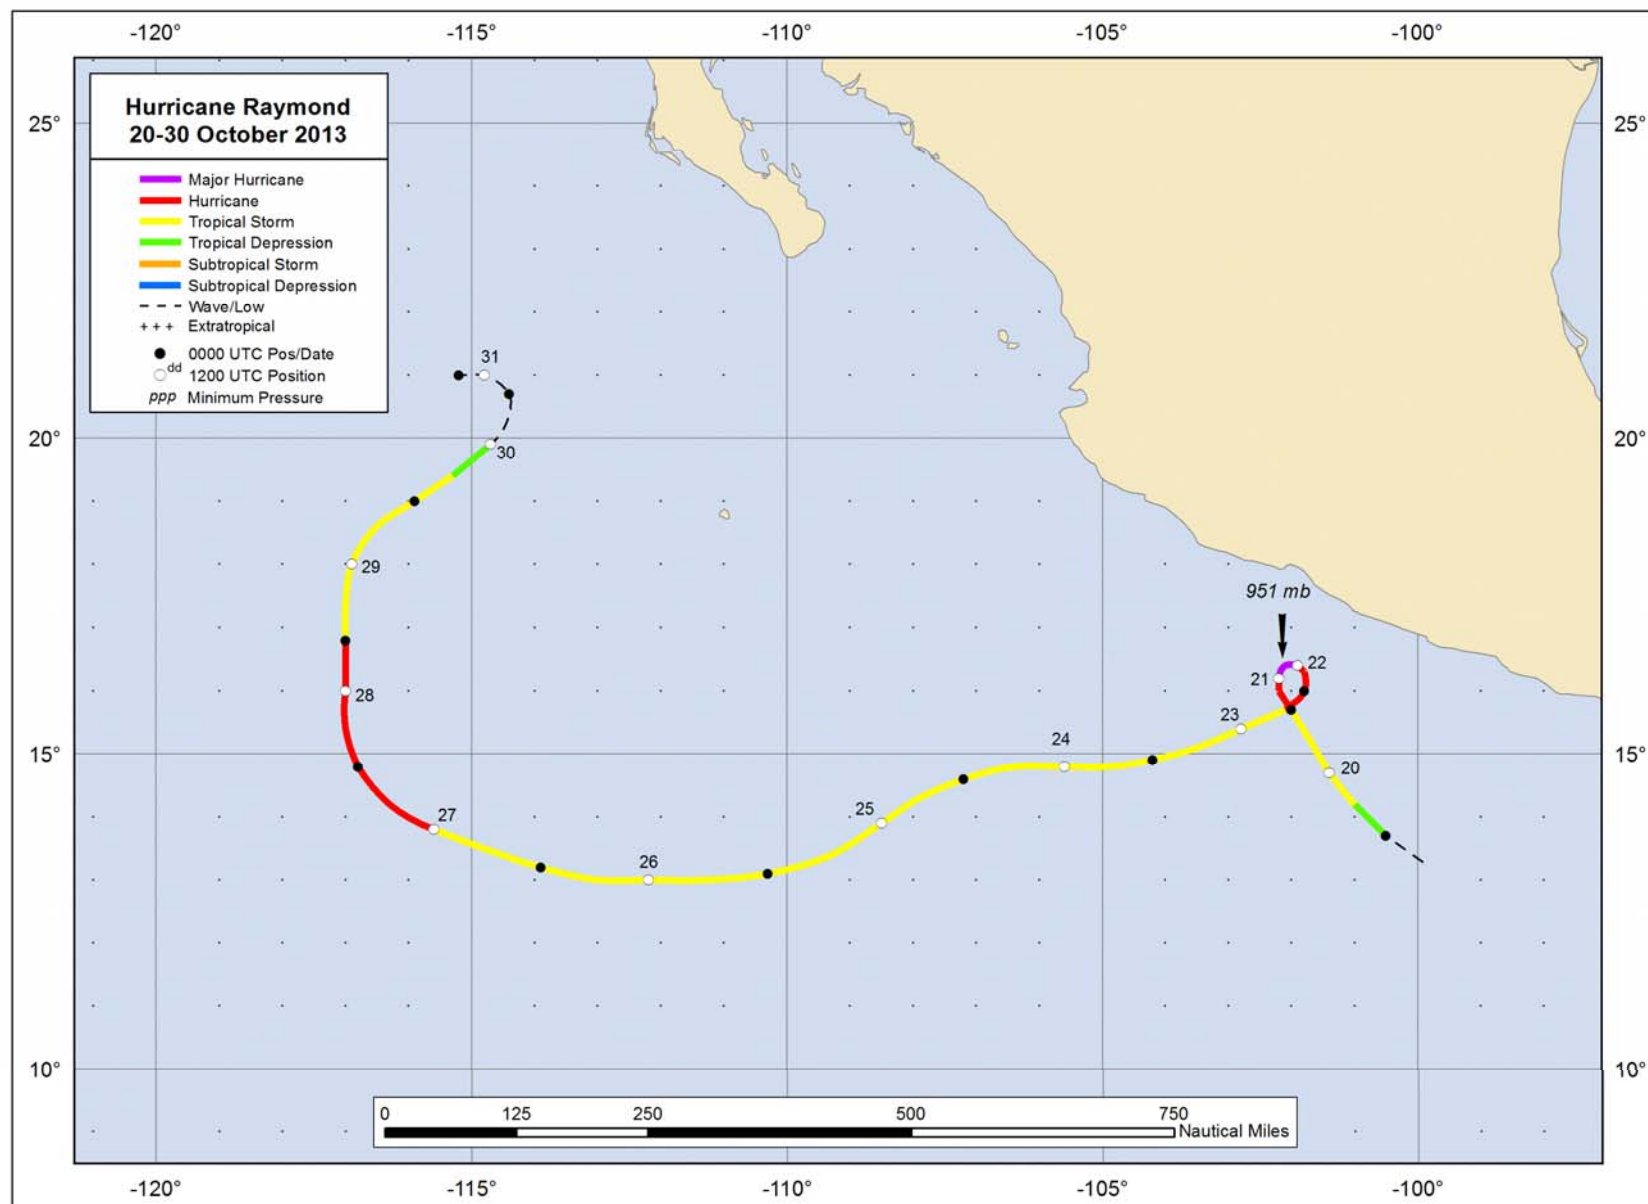 -120° -115° -110° -105° -100°
Hurricane Raymond
20-30 October 2013
25° 25°
Major Hurricane
Hurricane
Tropical Storm
Tropical Depression
Subtropical Storm
Subtropical Depression
Wave/Low
+++ Extratropical
0000 UTC Pos/Date
dd 1200 UTC Position
ppp Minimum Pressure
31
20° 20°
30
29
951 mb
22
21
28
23
24
15° 15°
20
25
27
26
10° 10°
0 125 250 500 750
Nautical Miles
-120° -115° -110° -105° -100°